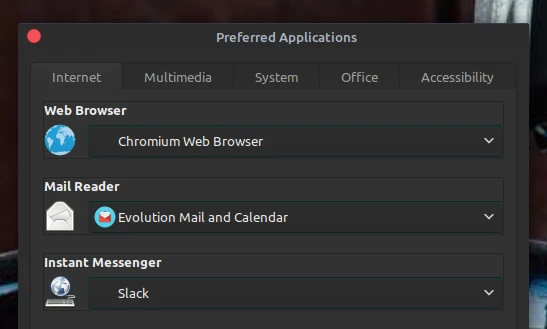 Preferred Applications
Internet Multimedia System Office Accessibility
Web Browser
Chromium Web Browser
Mail Reader
Evolution Mail and Calendar
Instant Messenger
Slack